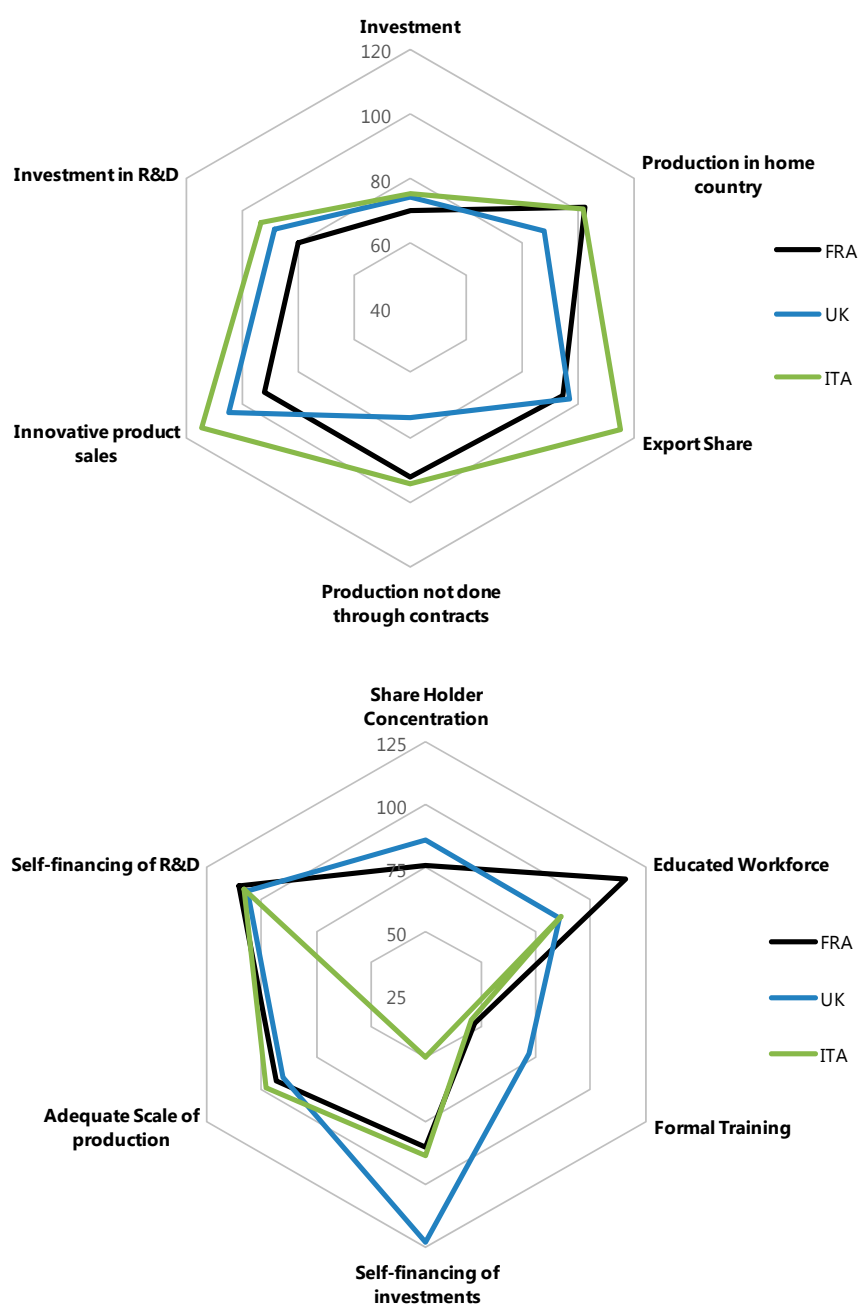 Investment
120
100
80
60
40
Production in home
country
Investment in R&D
FRA
UK
ITA
Innovative product
sales
Export Share
Production not done
through contracts
Share Holder
Concentration
125
100
75
50
25
Self-financing of R&D
Educated Workforce
FRA
UK
ITA
Adequate Scale of
production
Formal Training
Self-financing of
investments